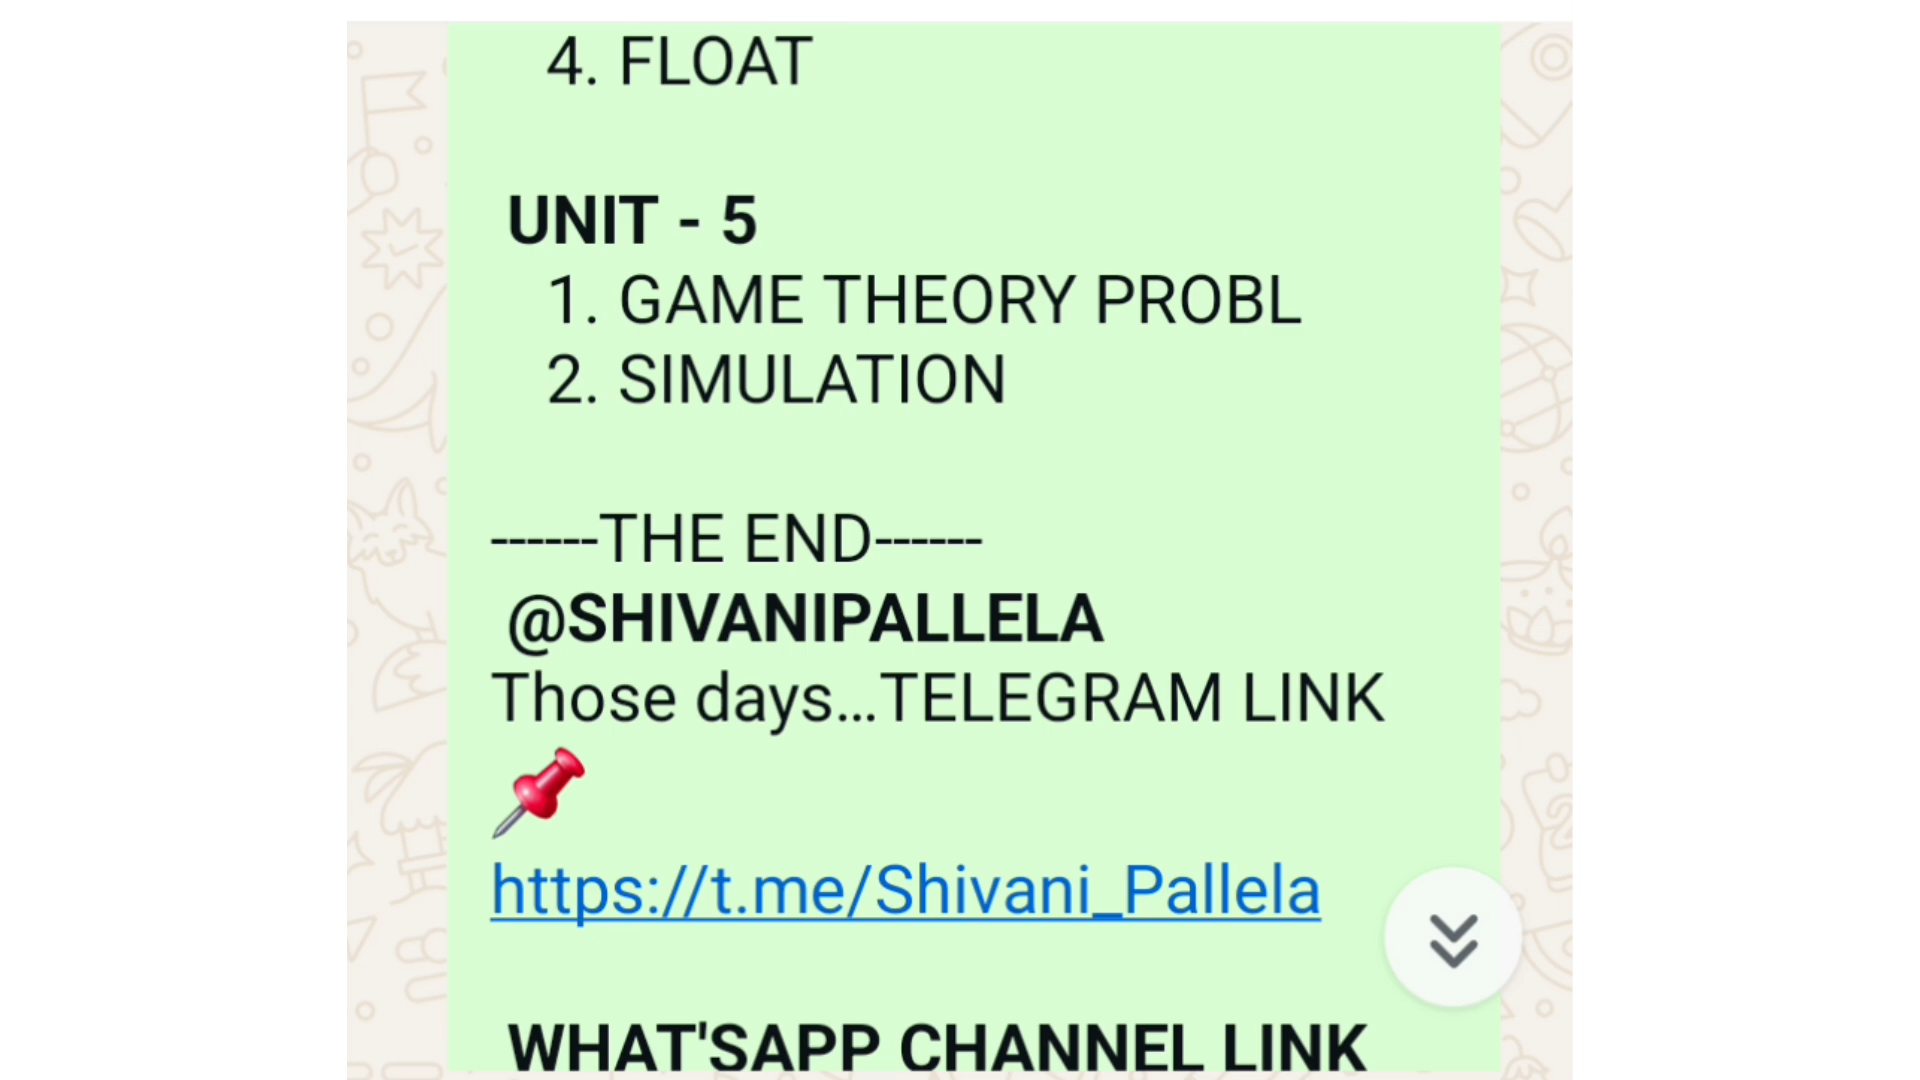 4. FLOAT
UNIT - 5
1. GAME THEORY PROBL
2. SIMULATION
------THE END------
@SHIVANIPALLELA
Those days...TELEGRAM LINK
📌
https://t.me/Shivani_Pallela
WHAT'SAPP CHANNEL LINK